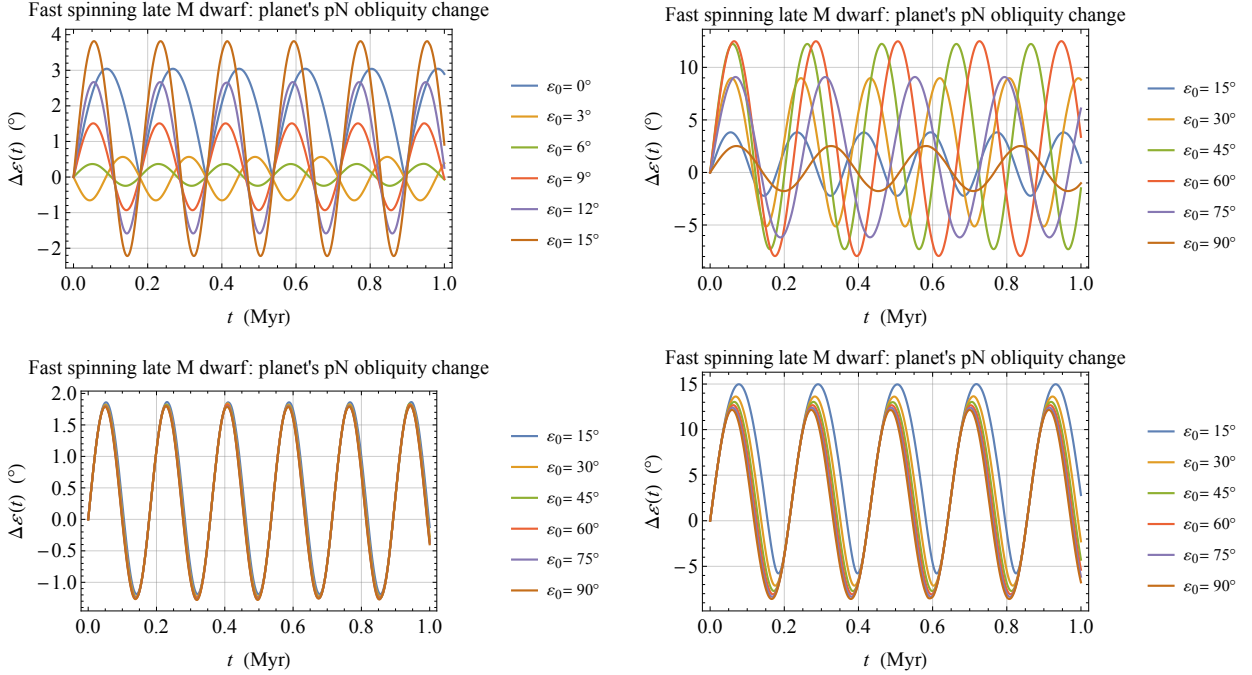 Fast spinning late M dwarf: planet's pN obliquity change
4
3
2
1
0
−1
−2
Δε(t) (°)
0.0 0.2 0.4 0.6 0.8 1.0
t (Myr)
ε0= 0°
ε0= 3°
ε0= 6°
ε0= 9°
ε0= 12°
ε0= 15°
Fast spinning late M dwarf: planet's pN obliquity change
10
5
0
−5
Δε(t) (°)
0.0 0.2 0.4 0.6 0.8 1.0
t (Myr)
ε0= 15°
ε0= 30°
ε0= 45°
ε0= 60°
ε0= 75°
ε0= 90°
Fast spinning late M dwarf: planet's pN obliquity change
2.0
1.5
1.0
0.5
0.0
−0.5
−1.0
Δε(t) (°)
0.0 0.2 0.4 0.6 0.8 1.0
t (Myr)
ε0= 15°
ε0= 30°
ε0= 45°
ε0= 60°
ε0= 75°
ε0= 90°
Fast spinning late M dwarf: planet's pN obliquity change
15
10
5
0
−5
Δε(t) (°)
0.0 0.2 0.4 0.6 0.8 1.0
t (Myr)
ε0= 15°
ε0= 30°
ε0= 45°
ε0= 60°
ε0= 75°
ε0= 90°